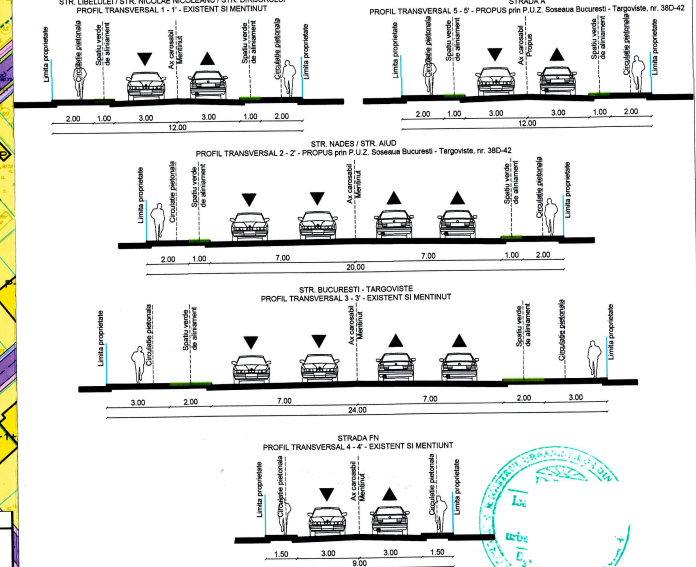 STR. LIBELULEI / STR. NICOLAE NICOLEANU / STR.
PROFIL TRANSVERSAL 1 - 1' - EXISTENT SI MENTINUT
Limita proprietate
Circulatie pietonala
Spatiu verde
de aliniament
Ax carosabil
Mentinut
Spatiu verde
de aliniament
Circulatie pietonala
Limita proprietate
2.00 1.00 3.00 3.00 1.00 2.00
12.00
STRADA A
PROFIL TRANSVERSAL 5 - 5' - PROPUS prin P.U.Z. Soseaua Bucuresti - Targoviste, nr. 38D-42
Limita proprietate
Circulatie pietonala
Spatiu verde
de aliniament
Ax carosabil
Propus
Spatiu verde
de aliniament
Circulatie pietonala
Limita proprietate
2.00 1.00 3.00 3.00 1.00 2.00
12.00
STR. NADES / STR. AIUD
PROFIL TRANSVERSAL 2 - 2' - PROPUS prin P.U.Z. Soseaua Bucuresti - Targoviste, nr. 38D-42
Limita proprietate
Circulatie pietonala
Spatiu verde
de aliniament
Ax carosabil
Mentinut
Spatiu verde
de aliniament
Circulatie pietonala
Limita proprietate
2.00 1.00 7.00 7.00 1.00 2.00
20.00
STR. BUCURESTI - TARGOVISTE
PROFIL TRANSVERSAL 3 - 3' - EXISTENT SI MENTINUT
Limita proprietate
Circulatie pietonala
Spatiu verde
de aliniament
Ax carosabil
Mentinut
Spatiu verde
de aliniament
Circulatie pietonala
Limita proprietate
3.00 2.00 7.00 7.00 2.00 3.00
24.00
STRADA FN
PROFIL TRANSVERSAL 4 - 4' - EXISTENT SI MENTIUNT
Limita proprietate
Circulatie pietonala
Ax carosabil
Mentinut
Circulatie pietonala
Limita proprietate
1.50 3.00 3.00 1.50
9.00